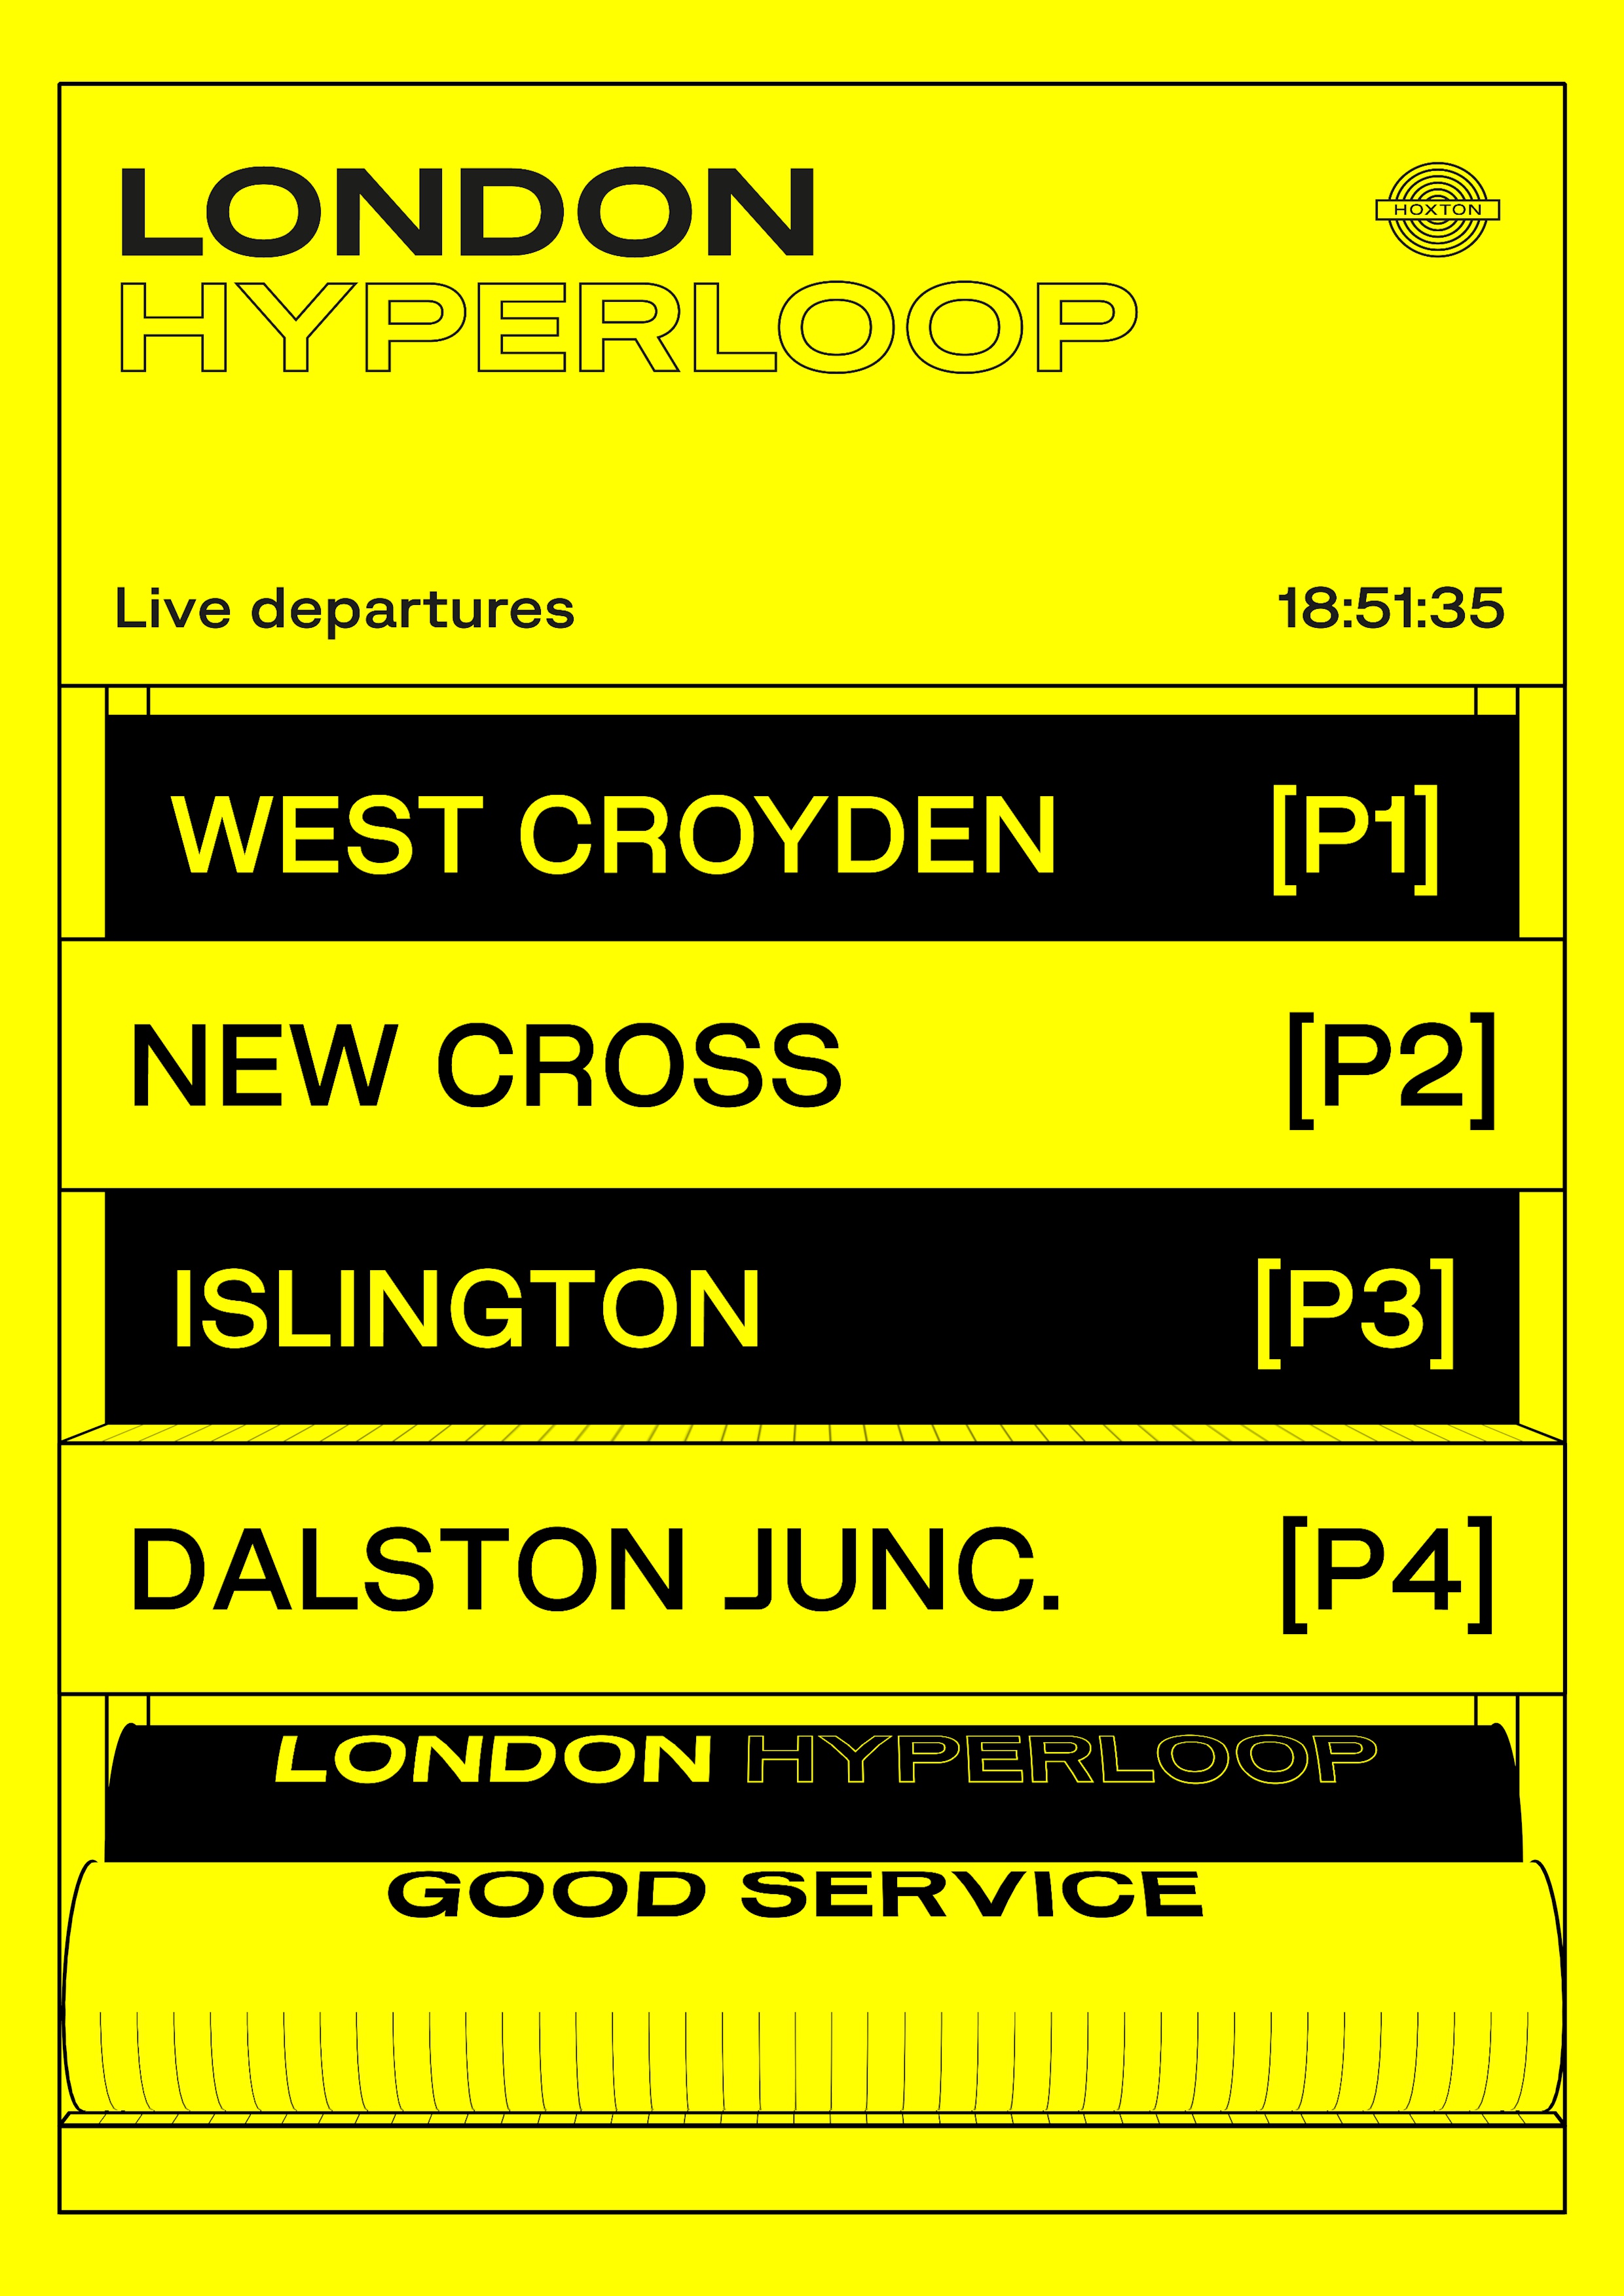 LONDON
HOXTON
HYPERLOOP
Live departures 18:51:35
WEST CROYDEN [P1]
NEW CROSS [P2]
ISLINGTON [P3]
DALSTON JUNC. [P4]
LONDON HYPERLOOP
GOOD SERVICE